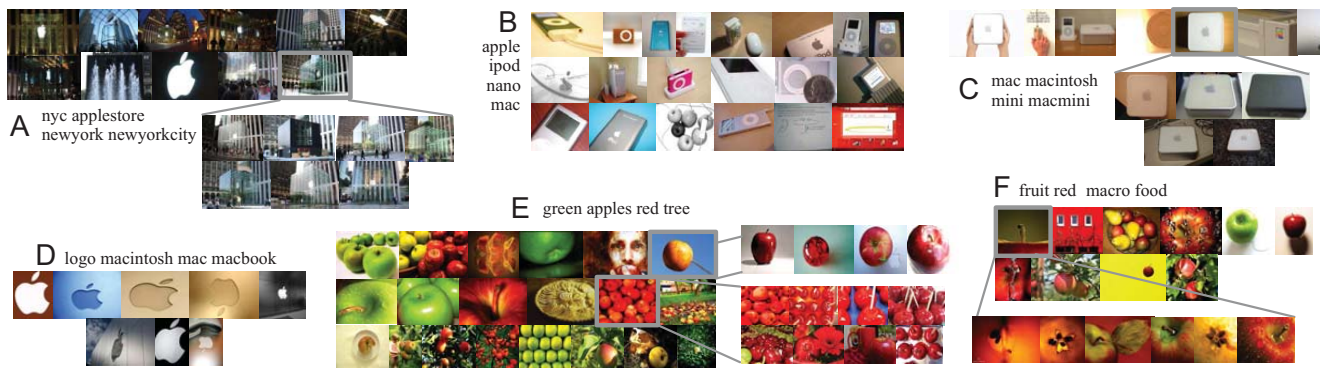 A
nyc applestore
newyork newyorkcity
B
apple
ipod
nano
mac
C
mac macintosh
mini macmini
D
logo macintosh mac macbook
E
green apples red tree
F
fruit red macro food